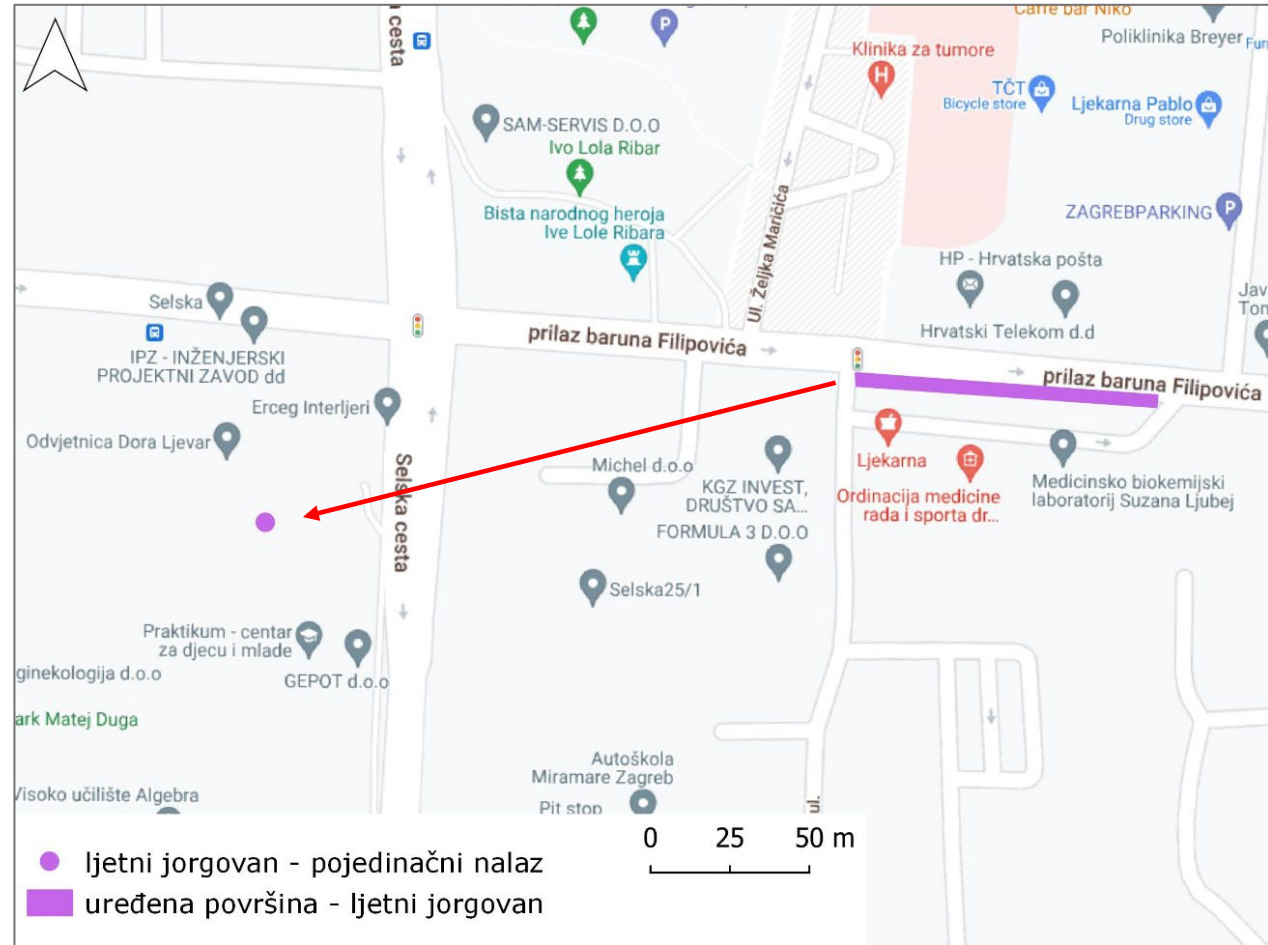 Caffe bar Niko
Poliklinika Breyer
Klinika za tumore
TČT
Bicycle store
Ljekarna Pablo
Drug store
cesta
SAM-SERVIS D.O.O
Ivo Lola Ribar
Bista narodnog heroja
Ive Lole Ribara
Ul. Željka Maričića
ZAGREBPARKING
HP - Hrvatska pošta
Hrvatski Telekom d.d
Selska
IPZ - INŽENJERSKI
PROJEKTNI ZAVOD dd
prilaz baruna Filipovića
prilaz baruna Filipovića
Erceg Interljeri
Odvjetnica Dora Ljevar
Selska cesta
Michel d.o.o
KGZ INVEST,
DRUŠTVO SA...
FORMULA 3 D.O.O
Ljekarna
Ordinacija medicine
rada i sporta dr...
Medicinsko biokemijski
laboratorij Suzana Ljubej
Selska25/1
Praktikum - centar
za djecu i mlade
ginekologija d.o.o
GEPOT d.o.o
ark Matej Duga
Autoškola
Miramare Zagreb
Pit stop
ul.
Visoko učilište Algebra
0 25 50 m
ljetni jorgovan - pojedinačni nalaz
uređena površina - ljetni jorgovan